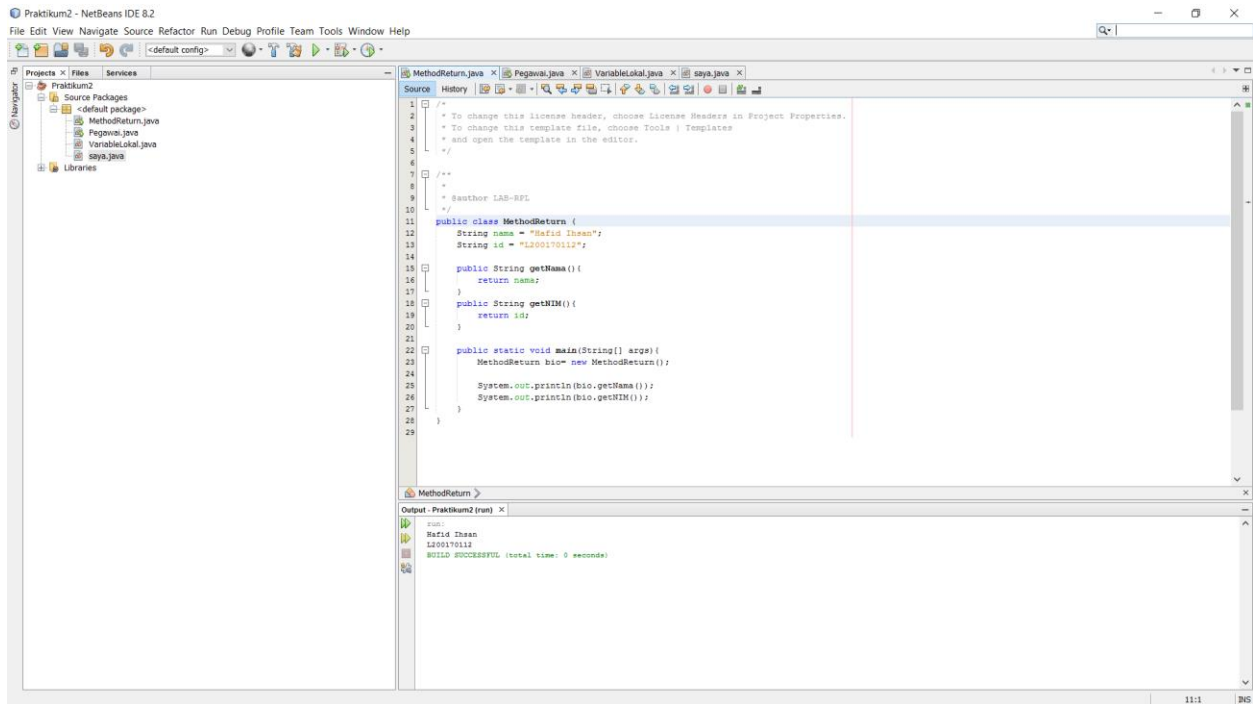 Praktikum2 - NetBeans IDE 8.2
File Edit View Navigate Source Refactor Run Debug Profile Team Tools Window Help
<default config>
Projects Files Services
Navigator
Praktikum2
Source Packages
<default package>
MethodReturn.java
Pegawai.java
VariableLokal.java
saya.java
Libraries
MethodReturn.java Pegawai.java VariableLokal.java saya.java
Source History
1 /*
2 * To change this license header, choose License Headers in Project Properties.
3 * To change this template file, choose Tools | Templates
4 * and open the template in the editor.
5 */
6
7 /**
8 *
9 * @author LAB-RPL
10 */
11 public class MethodReturn {
12 String nama = "Hafid Ihsan";
13 String id = "L200170112";
14
15 public String getNama(){
16 return nama;
17 }
18 public String getNIM(){
19 return id;
20 }
21
22 public static void main(String[] args){
23 MethodReturn bio= new MethodReturn();
24
25 System.out.println(bio.getNama());
26 System.out.println(bio.getNIM());
27 }
28 }
29
MethodReturn
Output - Praktikum2 (run)
run:
Hafid Ihsan
L200170112
BUILD SUCCESSFUL (total time: 0 seconds)
11:1 INS